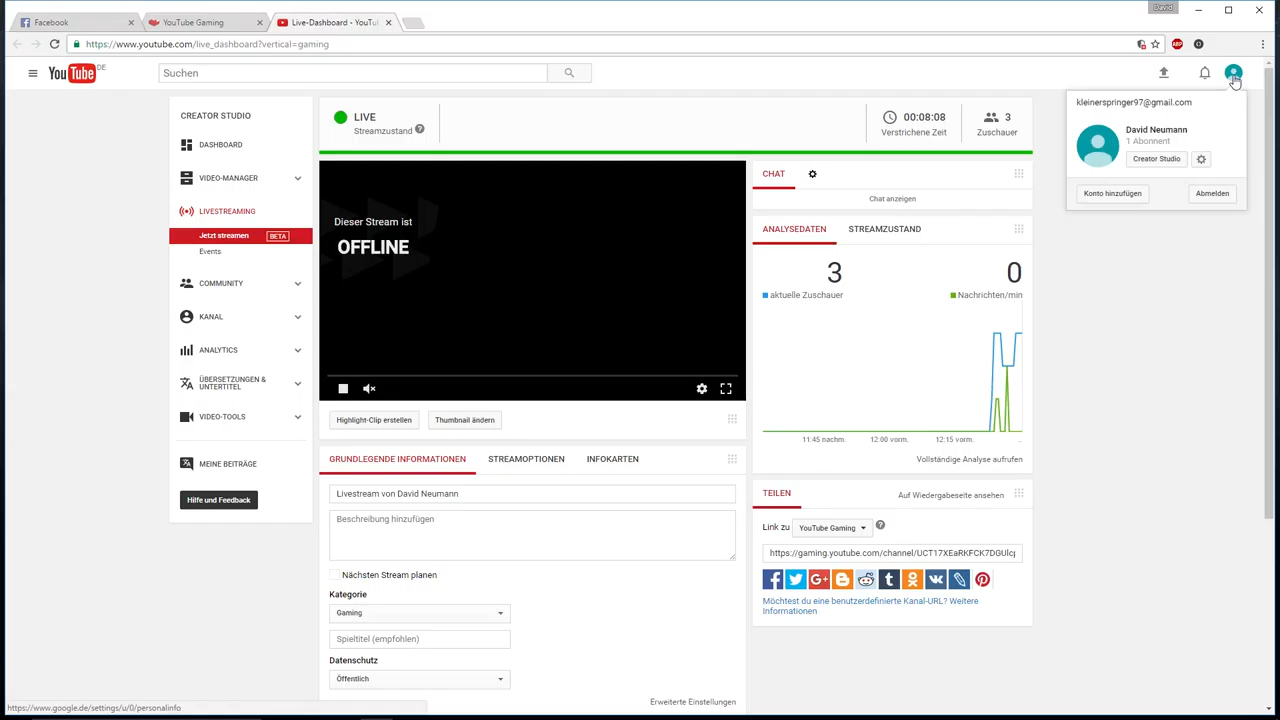 David
Facebook
YouTube Gaming
Live-Dashboard - YouTu
https://www.youtube.com/live_dashboard?vertical=gaming
ABP
YouTube DE
Suchen
kleinerspringer97@gmail.com
David Neumann
1 Abonnent
Creator Studio
Konto hinzufügen
Abmelden
CREATOR STUDIO
DASHBOARD
VIDEO-MANAGER
LIVESTREAMING
Jetzt streamen BETA
Events
COMMUNITY
KANAL
ANALYTICS
ÜBERSETZUNGEN &
UNTERTITEL
VIDEO-TOOLS
MEINE BEITRÄGE
Hilfe und Feedback
LIVE
Streamzustand ?
00:08:08
Verstrichene Zeit
3
Zuschauer
Dieser Stream ist
OFFLINE
Highlight-Clip erstellen
Thumbnail ändern
GRUNDLEGENDE INFORMATIONEN
STREAMOPTIONEN
INFOKARTEN
Livestream von David Neumann
Beschreibung hinzufügen
Nächsten Stream planen
Kategorie
Gaming
Spieltitel (empfohlen)
Datenschutz
Öffentlich
Erweiterte Einstellungen
CHAT
Chat anzeigen
ANALYSEDATEN
STREAMZUSTAND
3
aktuelle Zuschauer
0
Nachrichten/min
11:45 nachm.
12:00 vorm.
12:15 vorm.
...
Vollständige Analyse aufrufen
TEILEN
Auf Wiedergabeseite ansehen
Link zu
YouTube Gaming
?
https://gaming.youtube.com/channel/UCT17XEaRKFCK7DGUlcp
Möchtest du eine benutzerdefinierte Kanal-URL? Weitere
Informationen
https://www.google.de/settings/u/0/personalinfo